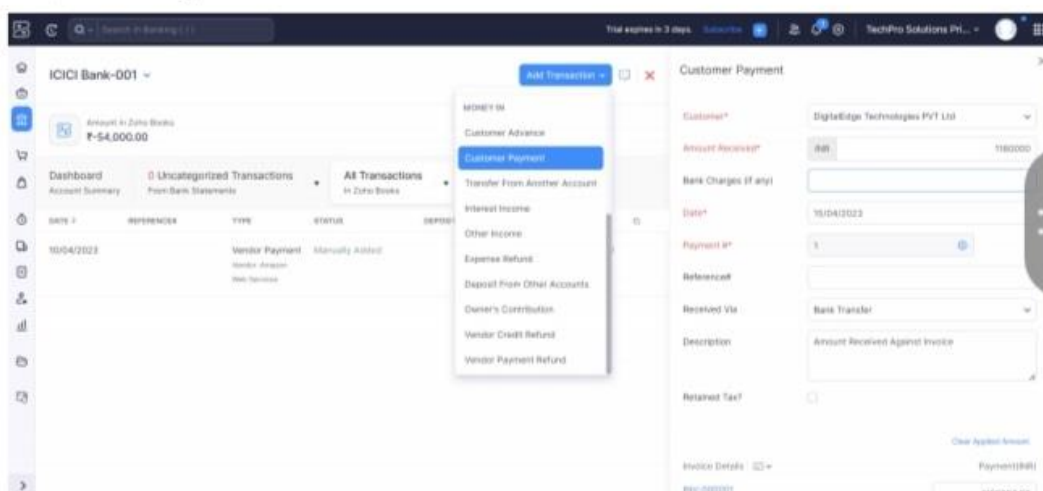 Search in Banking ( / )
Trial expires in 3 days.
Subscribe
TechPro Solutions Pri...
ICICI Bank-001
Add Transaction
Amount in Zoho Books
₹-54,000.00
Dashboard
Account Summary
0 Uncategorized Transactions
From Bank Statements
All Transactions
In Zoho Books
DATE
REFERENCE#
TYPE
STATUS
10/04/2023
Vendor Payment
Manually Added
Vendor: Amazon
Web Services
MONEY IN
Customer Advance
Customer Payment
Transfer From Another Account
Interest Income
Other Income
Expense Refund
Deposit From Other Accounts
Owner's Contribution
Vendor Credit Refund
Vendor Payment Refund
Customer Payment
Customer*
DigitalEdge Technologies PVT Ltd
Amount Received*
INR
1180000
Bank Charges (if any)
Date*
15/04/2023
Payment #*
1
Reference#
Received Via
Bank Transfer
Description
Amount Received Against Invoice
Retained Tax?
Clear Applied Amount
Invoice Details
Payment(INR)